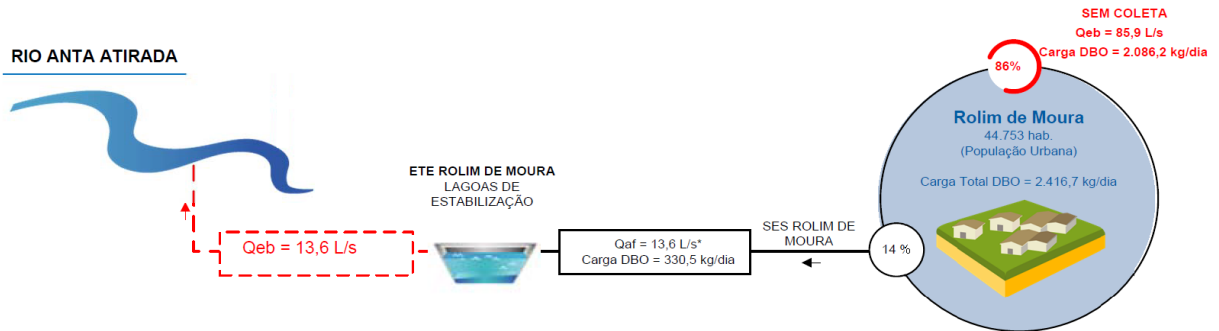 SEM COLETA
Qeb = 85,9 L/s
Carga DBO = 2.086,2 kg/dia
RIO ANTA ATIRADA
86%
Rolim de Moura
44.753 hab.
(População Urbana)
Carga Total DBO = 2.416,7 kg/dia
ETE ROLIM DE MOURA
LAGOAS DE
ESTABILIZAÇÃO
SES ROLIM DE
MOURA
Qeb = 13,6 L/s
Qaf = 13,6 L/s*
Carga DBO = 330,5 kg/dia
14 %